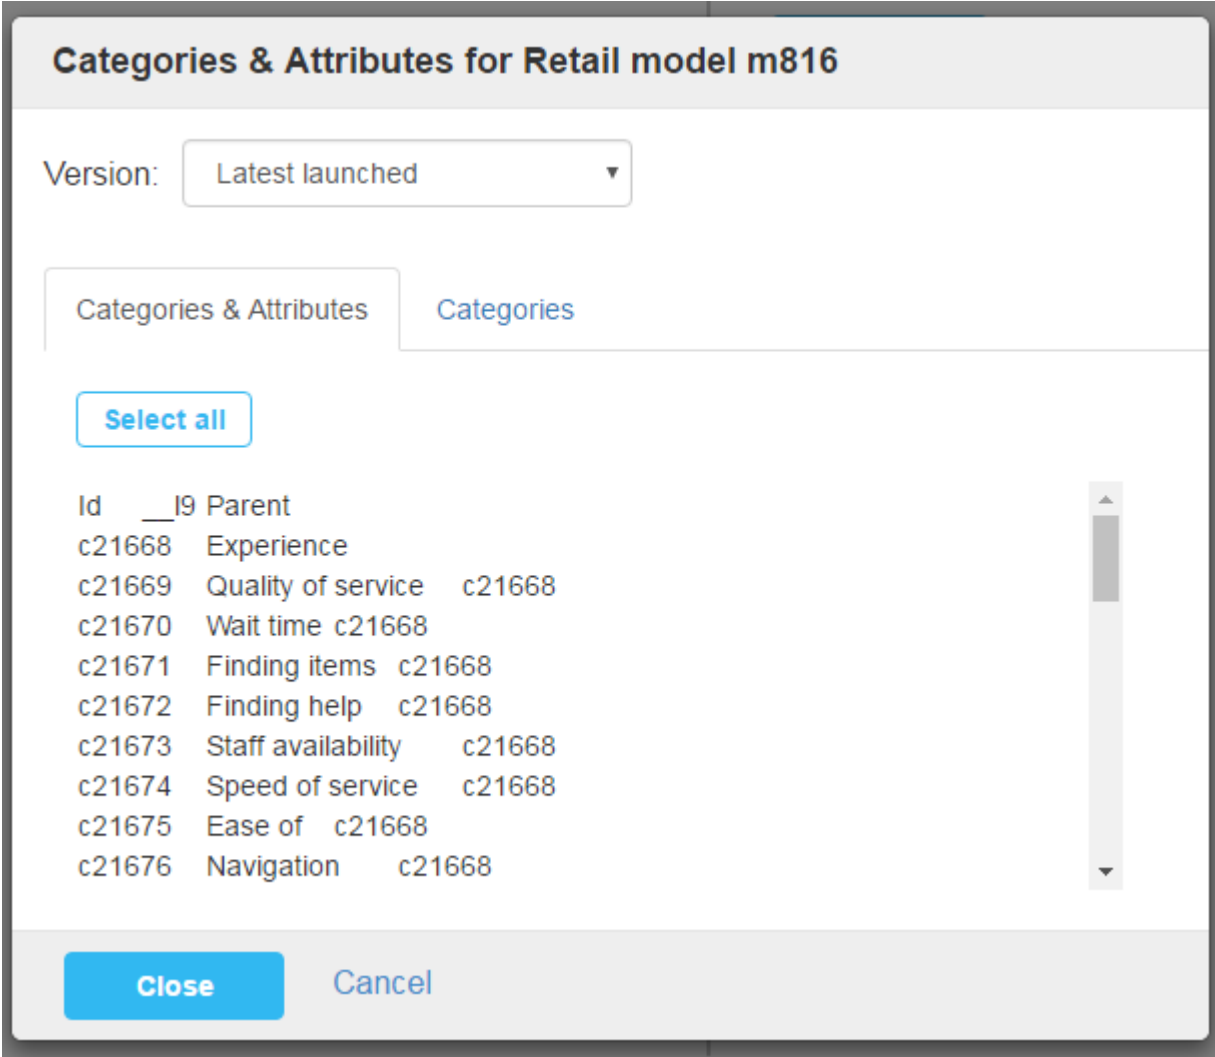 Categories & Attributes for Retail model m816
Version: Latest launched
Categories & Attributes Categories
Select all
Id __l9 Parent
c21668 Experience
c21669 Quality of service c21668
c21670 Wait time c21668
c21671 Finding items c21668
c21672 Finding help c21668
c21673 Staff availability c21668
c21674 Speed of service c21668
c21675 Ease of c21668
c21676 Navigation c21668
Close Cancel